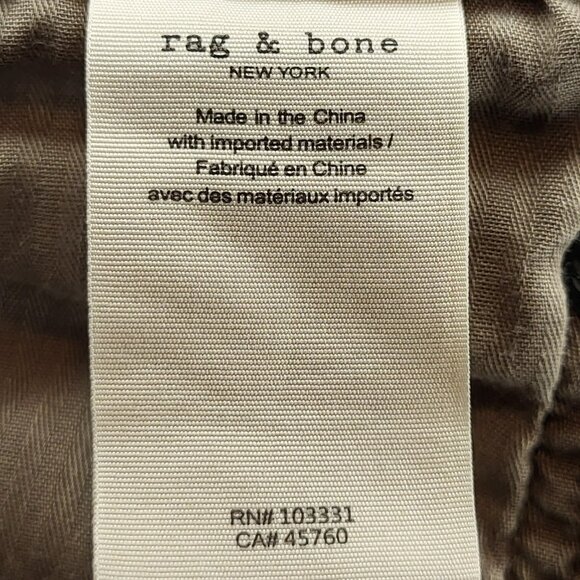 rag & bone
NEW YORK
Made in the China
with imported materials /
Fabriqué en Chine
avec des matériaux importés
RN# 103331
CA# 45760